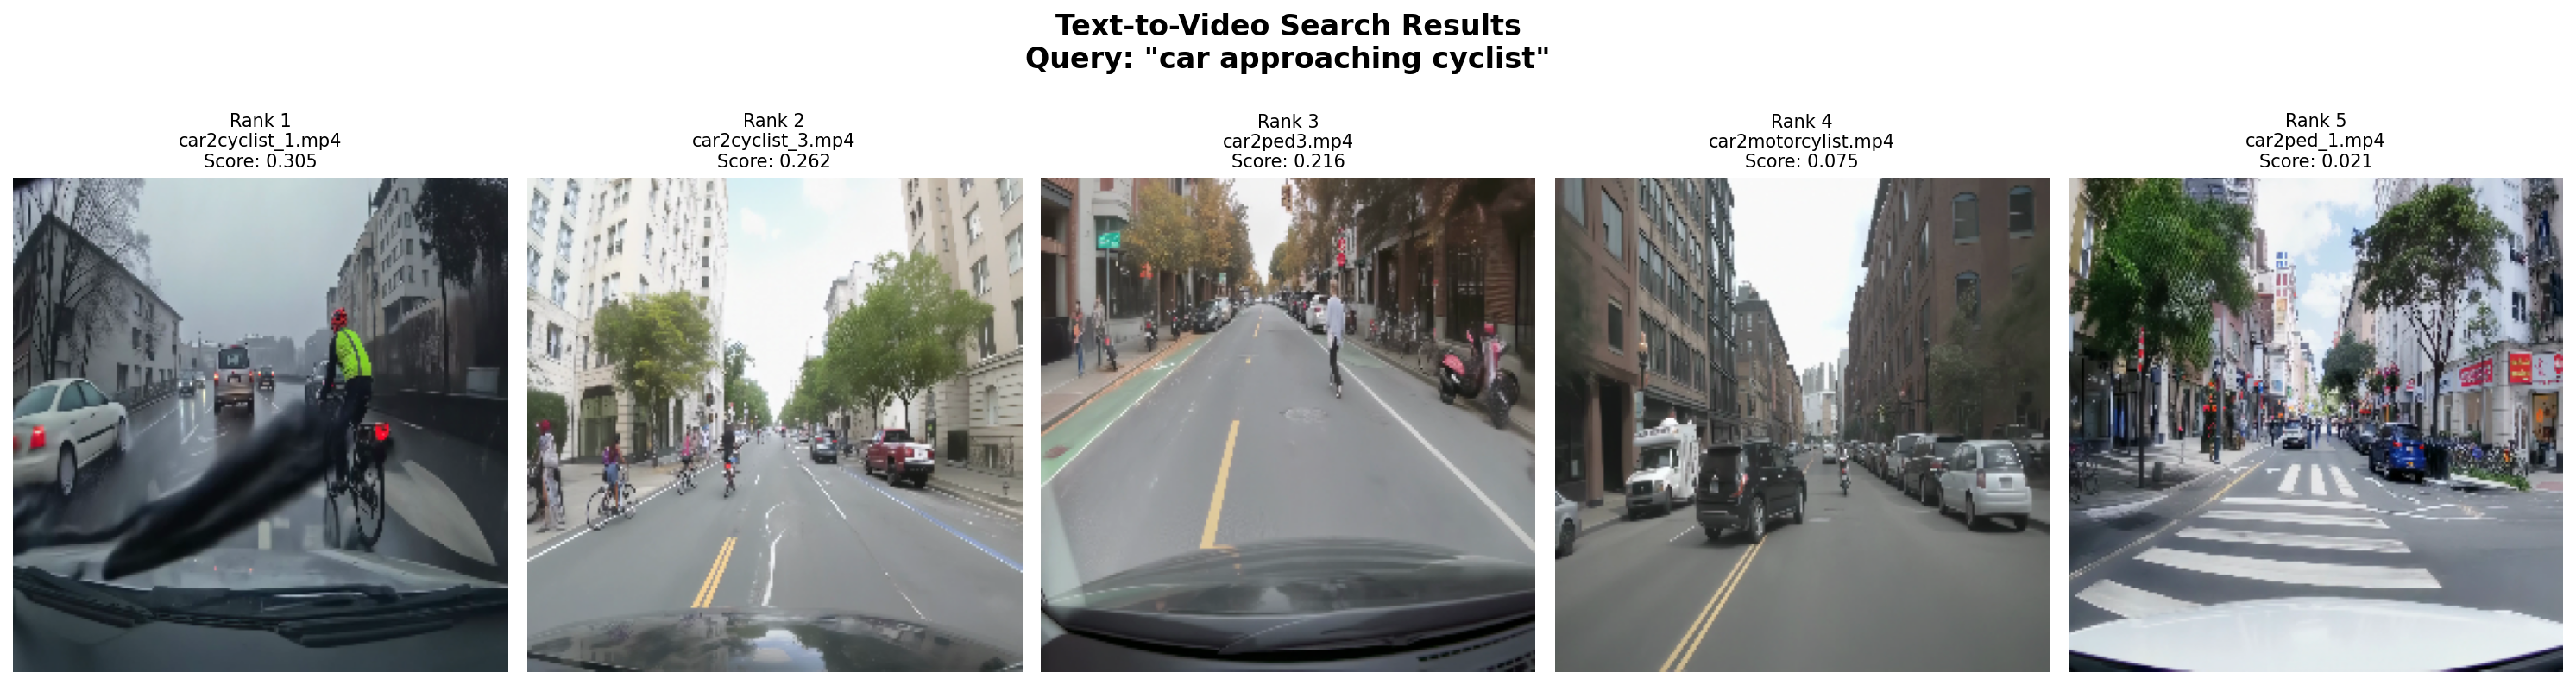 Text-to-Video Search Results
Query: "car approaching cyclist"
Rank 1
car2cyclist_1.mp4
Score: 0.305
Rank 2
car2cyclist_3.mp4
Score: 0.262
Rank 3
car2ped3.mp4
Score: 0.216
Rank 4
car2motorcylist.mp4
Score: 0.075
Rank 5
car2ped_1.mp4
Score: 0.021